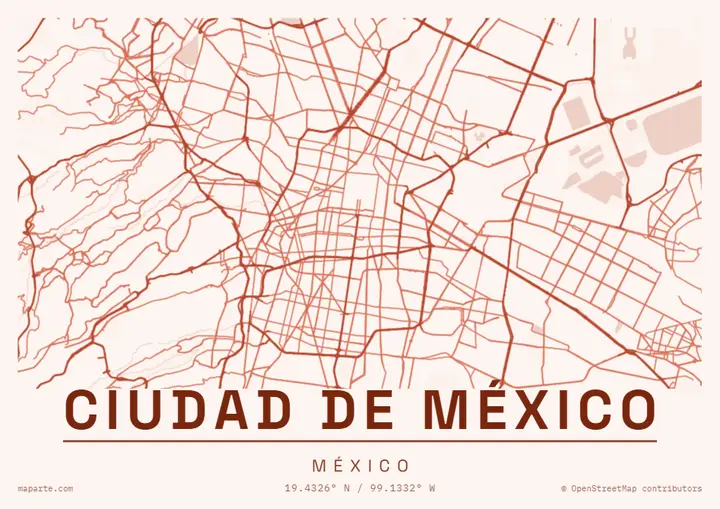 CIUDAD DE MÉXICO
MÉXICO
maparte.com
19.4326° N / 99.1332° W
© OpenStreetMap contributors